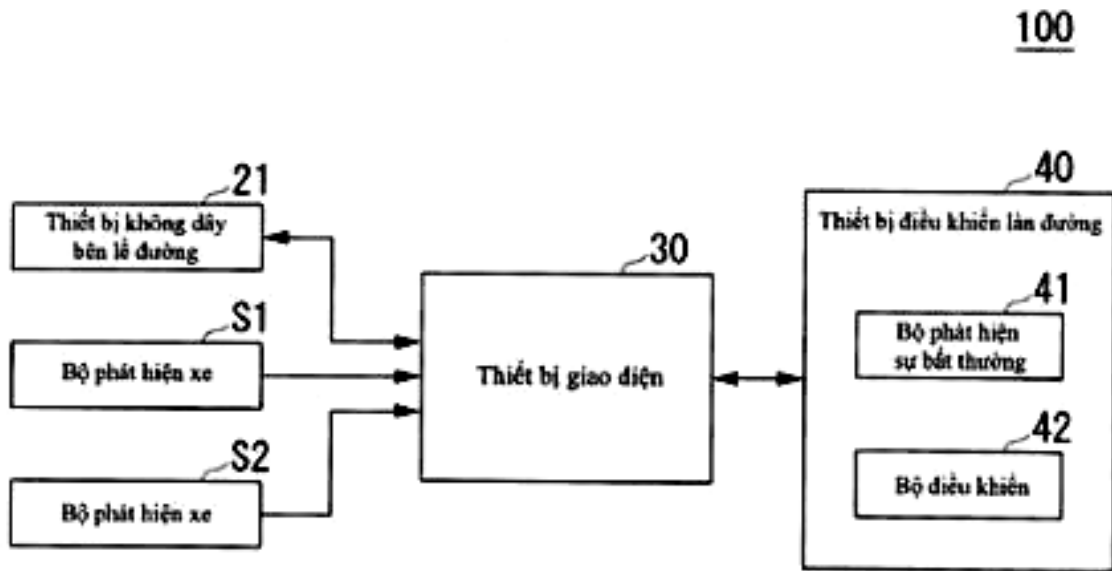 100
21
Thiết bị không dây
bên lề đường
S1
Bộ phát hiện xe
S2
Bộ phát hiện xe
30
Thiết bị giao diện
40
Thiết bị điều khiển làn đường
41
Bộ phát hiện
sự bất thường
42
Bộ điều khiển